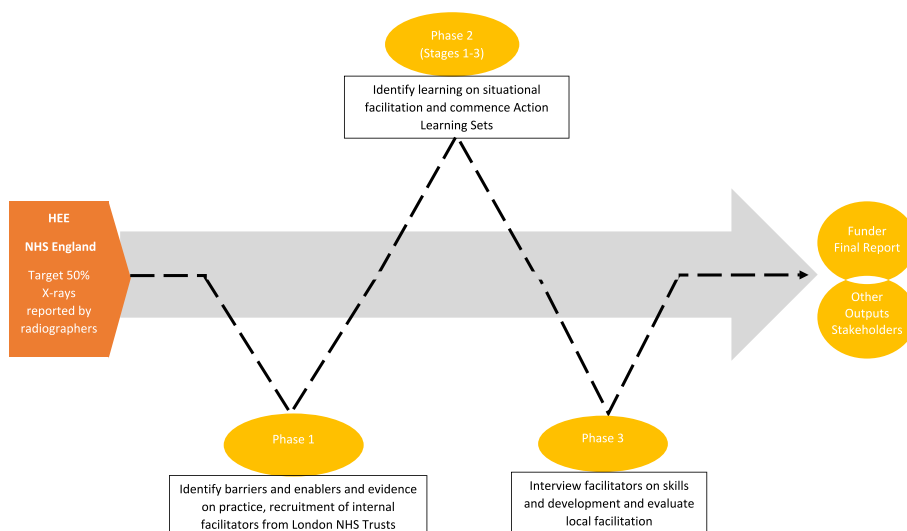 Phase 2
(Stages 1-3)
Identify learning on situational
facilitation and commence Action
Learning Sets
HEE
NHS England
Target 50%
X-rays
reported by
radiographers
Funder
Final Report
Other
Outputs
Stakeholders
Phase 1
Identify barriers and enablers and evidence
on practice, recruitment of internal
facilitators from London NHS Trusts
Phase 3
Interview facilitators on skills
and development and evaluate
local facilitation